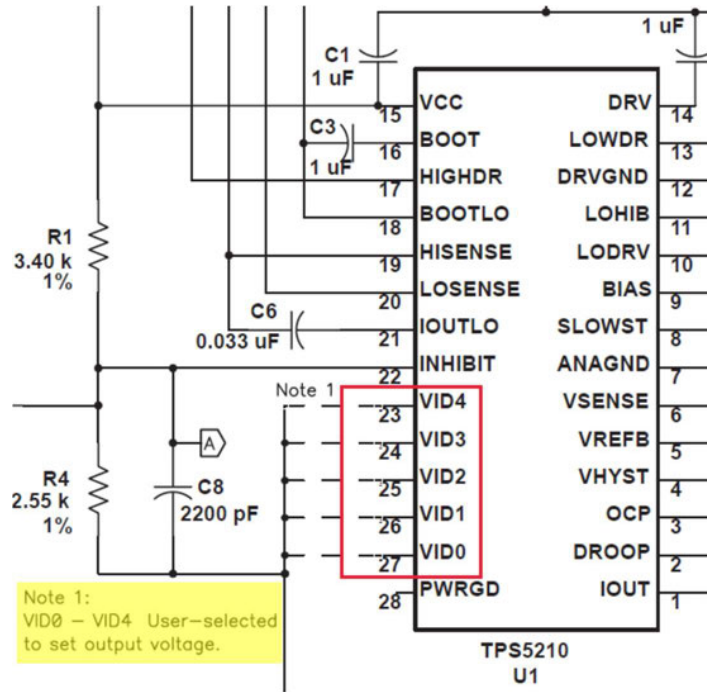 C1
1 uF
1 uF
15 VCC DRV 14
C3
1 uF
16 BOOT LOWDR 13
17 HIGHDR DRVGND 12
18 BOOTLO LOHIB 11
R1
3.40 k
1%
19 HISENSE LODRV 10
20 LOSENSE BIAS 9
C6
0.033 uF
21 IOUTLO SLOWST 8
22 INHIBIT ANAGND 7
Note 1
23 VID4 VSENSE 6
A
24 VID3 VREFB 5
R4
2.55 k
1%
C8
2200 pF
25 VID2 VHYST 4
26 VID1 OCP 3
27 VID0 DROOP 2
28 PWRGD IOUT 1
Note 1:
VID0 – VID4 User-selected
to set output voltage.
TPS5210
U1